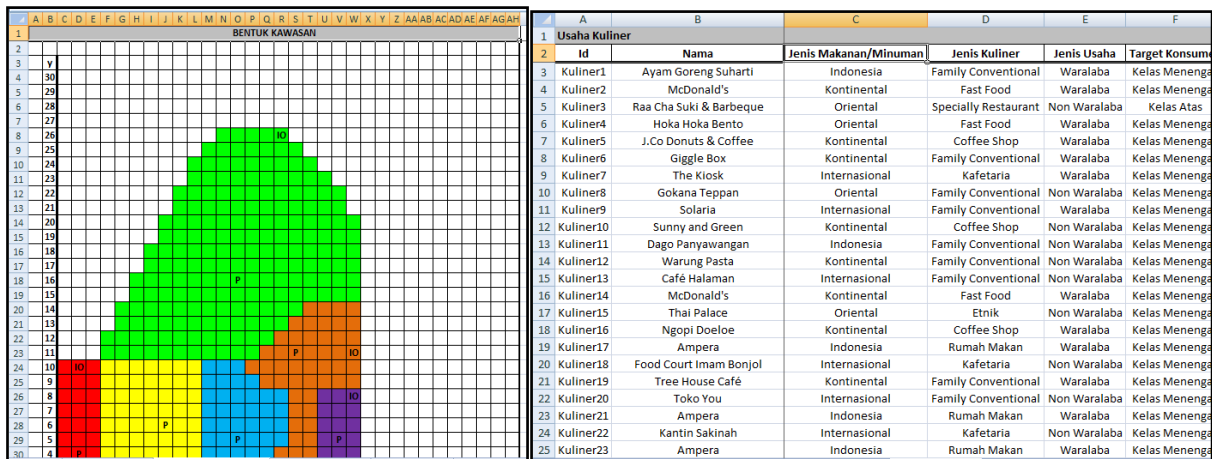 A B C D E F G H I J K L M N O P Q R S T U V W X Y Z AA AB AC AD AE AF AG AH
1 BENTUK KAWASAN
2
3 y
4 30
5 29
6 28
7 27
8 26 IO
9 25
10 24
11 23
12 22
13 21
14 20
15 19
16 18
17 17
18 16 P
19 15
20 14
21 13
22 12
23 11 P IO
24 10 IO
25 9
26 8 IO
27 7
28 6 P
29 5 P P
30 4 P
A B C D E F
1 Usaha Kuliner
2 Id Nama Jenis Makanan/Minuman Jenis Kuliner Jenis Usaha Target Konsume
3 Kuliner1 Ayam Goreng Suharti Indonesia Family Conventional Waralaba Kelas Menenga
4 Kuliner2 McDonald's Kontinental Fast Food Waralaba Kelas Menenga
5 Kuliner3 Raa Cha Suki & Barbeque Oriental Specially Restaurant Non Waralaba Kelas Atas
6 Kuliner4 Hoka Hoka Bento Oriental Fast Food Waralaba Kelas Menenga
7 Kuliner5 J.Co Donuts & Coffee Kontinental Coffee Shop Waralaba Kelas Menenga
8 Kuliner6 Giggle Box Kontinental Family Conventional Waralaba Kelas Menenga
9 Kuliner7 The Kiosk Internasional Kafetaria Waralaba Kelas Menenga
10 Kuliner8 Gokana Teppan Oriental Family Conventional Non Waralaba Kelas Menenga
11 Kuliner9 Solaria Internasional Family Conventional Waralaba Kelas Menenga
12 Kuliner10 Sunny and Green Kontinental Coffee Shop Non Waralaba Kelas Menenga
13 Kuliner11 Dago Panyawangan Indonesia Family Conventional Non Waralaba Kelas Menenga
14 Kuliner12 Warung Pasta Kontinental Family Conventional Non Waralaba Kelas Menenga
15 Kuliner13 Café Halaman Internasional Family Conventional Non Waralaba Kelas Menenga
16 Kuliner14 McDonald's Kontinental Fast Food Waralaba Kelas Menenga
17 Kuliner15 Thai Palace Oriental Etnik Non Waralaba Kelas Menenga
18 Kuliner16 Ngopi Doeloe Kontinental Coffee Shop Waralaba Kelas Menenga
19 Kuliner17 Ampera Indonesia Rumah Makan Waralaba Kelas Menenga
20 Kuliner18 Food Court Imam Bonjol Internasional Kafetaria Non Waralaba Kelas Menenga
21 Kuliner19 Tree House Café Kontinental Family Conventional Waralaba Kelas Menenga
22 Kuliner20 Toko You Internasional Family Conventional Non Waralaba Kelas Menenga
23 Kuliner21 Ampera Indonesia Rumah Makan Waralaba Kelas Menenga
24 Kuliner22 Kantin Sakinah Internasional Kafetaria Non Waralaba Kelas Menenga
25 Kuliner23 Ampera Indonesia Rumah Makan Waralaba Kelas Menenga